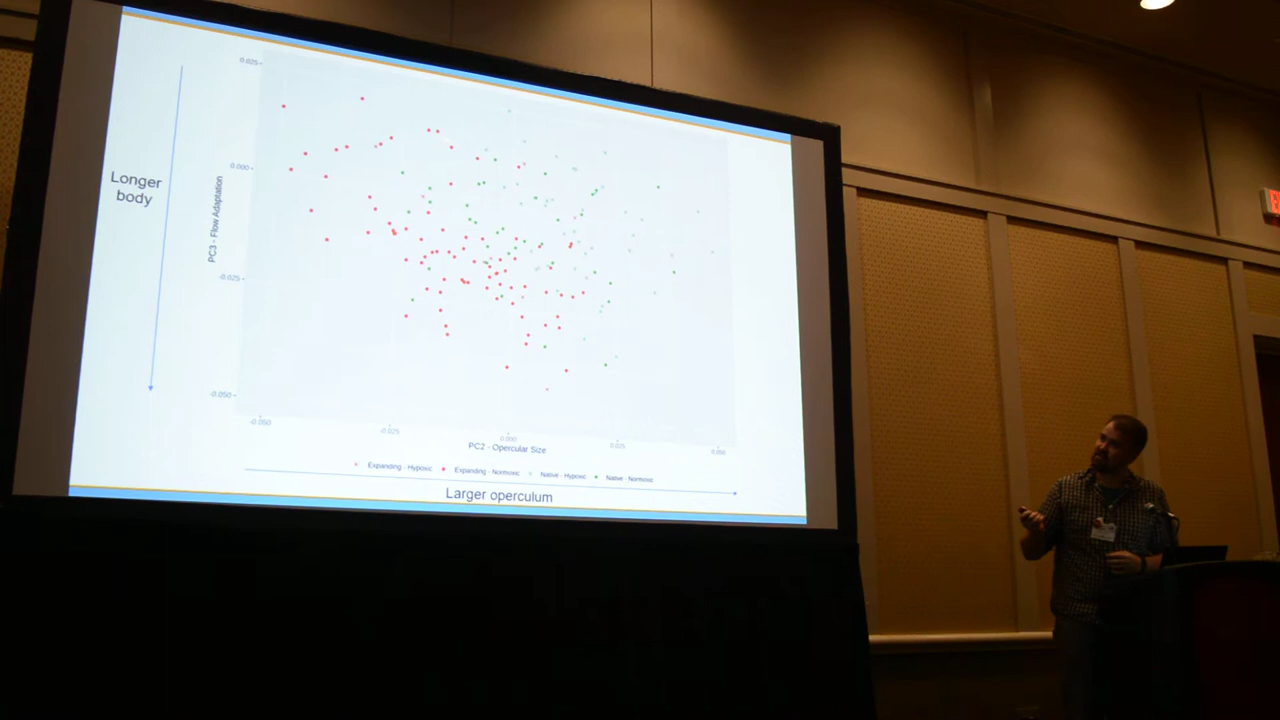 0.025
0.000
Longer
body
PC3 - Flow Adaptation
-0.025
-0.050
-0.050
-0.025
0.000
0.025
0.050
PC2 - Opercular Size
Expanding - Hypoxic
Expanding - Normoxic
Native - Hypoxic
Native - Normoxic
Larger operculum